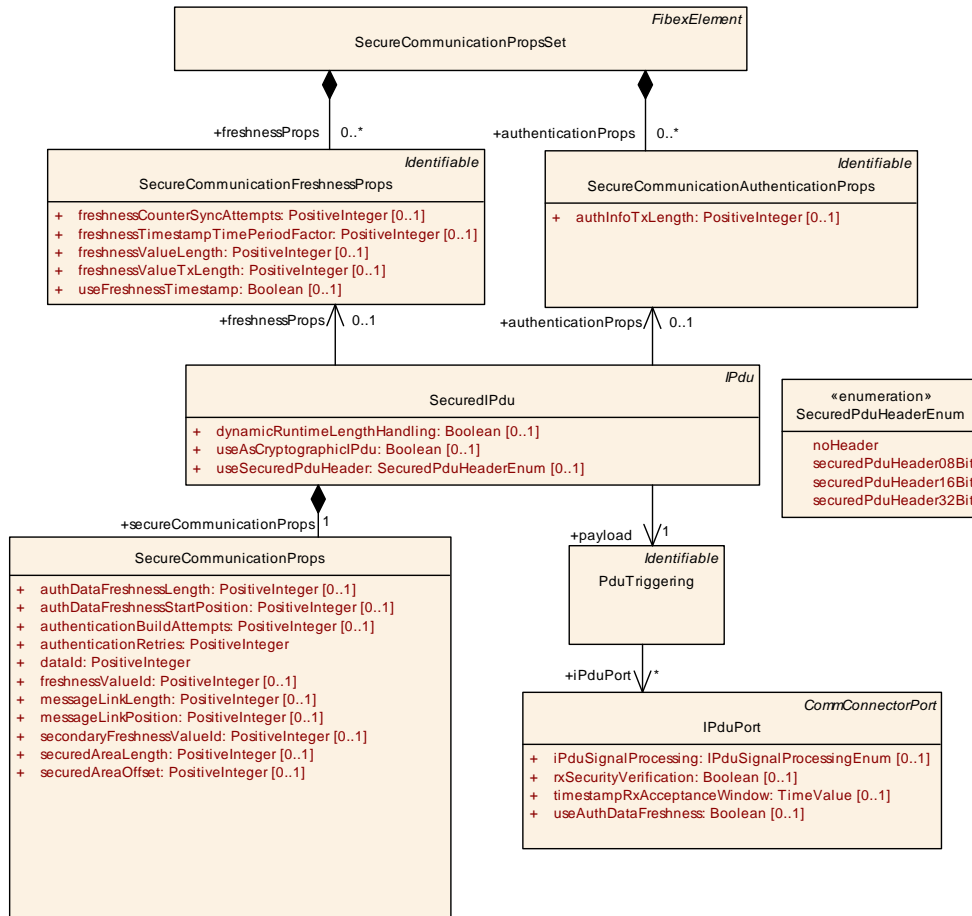 FibexElement
SecureCommunicationPropsSet
+freshnessProps 0..*
+authenticationProps 0..*
Identifiable
SecureCommunicationFreshnessProps
+ freshnessCounterSyncAttempts: PositiveInteger [0..1]
+ freshnessTimestampTimePeriodFactor: PositiveInteger [0..1]
+ freshnessValueLength: PositiveInteger [0..1]
+ freshnessValueTxLength: PositiveInteger [0..1]
+ useFreshnessTimestamp: Boolean [0..1]
Identifiable
SecureCommunicationAuthenticationProps
+ authInfoTxLength: PositiveInteger [0..1]
+freshnessProps 0..1
+authenticationProps 0..1
IPdu
SecuredIPdu
+ dynamicRuntimeLengthHandling: Boolean [0..1]
+ useAsCryptographicIPdu: Boolean [0..1]
+ useSecuredPduHeader: SecuredPduHeaderEnum [0..1]
«enumeration»
SecuredPduHeaderEnum
noHeader
securedPduHeader08Bit
securedPduHeader16Bit
securedPduHeader32Bit
+secureCommunicationProps 1
+payload 1
SecureCommunicationProps
+ authDataFreshnessLength: PositiveInteger [0..1]
+ authDataFreshnessStartPosition: PositiveInteger [0..1]
+ authenticationBuildAttempts: PositiveInteger [0..1]
+ authenticationRetries: PositiveInteger
+ dataId: PositiveInteger
+ freshnessValueId: PositiveInteger [0..1]
+ messageLinkLength: PositiveInteger [0..1]
+ messageLinkPosition: PositiveInteger [0..1]
+ secondaryFreshnessValueId: PositiveInteger [0..1]
+ securedAreaLength: PositiveInteger [0..1]
+ securedAreaOffset: PositiveInteger [0..1]
Identifiable
PduTriggering
+iPduPort *
CommConnectorPort
IPduPort
+ iPduSignalProcessing: IPduSignalProcessingEnum [0..1]
+ rxSecurityVerification: Boolean [0..1]
+ timestampRxAcceptanceWindow: TimeValue [0..1]
+ useAuthDataFreshness: Boolean [0..1]